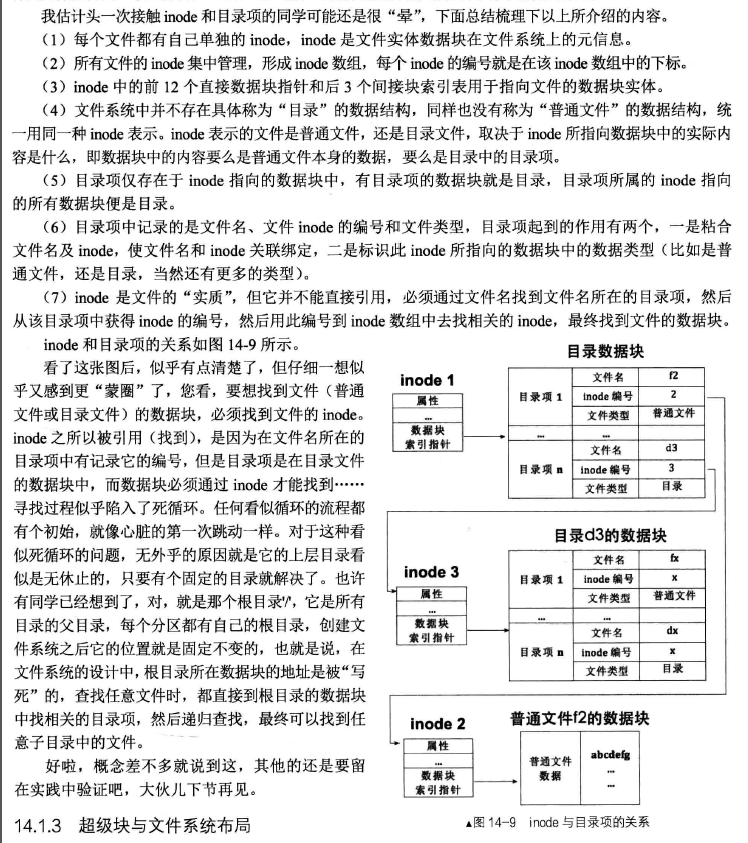 我估计头一次接触 inode 和目录项的同学可能还是很“晕”，下面总结梳理下以上所介绍的内容。
（1）每个文件都有自己单独的 inode，inode 是文件实体数据块在文件系统上的元信息。
（2）所有文件的 inode 集中管理，形成 inode 数组，每个 inode 的编号就是在该 inode 数组中的下标。
（3）inode 中的前 12 个直接数据块指针和后 3 个间接块索引表用于指向文件的数据块实体。
（4）文件系统中并不存在具体称为“目录”的数据结构，同样也没有称为“普通文件”的数据结构，统
一用同一种 inode 表示。inode 表示的文件是普通文件，还是目录文件，取决于 inode 所指向数据块中的实际内
容是什么，即数据块中的内容要么是普通文件本身的数据，要么是目录中的目录项。
（5）目录项仅存在于 inode 指向的数据块中，有目录项的数据块就是目录，目录项所属的 inode 指向
的所有数据块便是目录。
（6）目录项中记录的是文件名、文件 inode 的编号和文件类型，目录项起到的作用有两个，一是粘合
文件名及 inode，使文件名和 inode 关联绑定，二是标识此 inode 所指向的数据块中的数据类型（比如是普
通文件，还是目录，当然还有更多的类型）。
（7）inode 是文件的“实质”，但它并不能直接引用，必须通过文件名找到文件名所在的目录项，然后
从该目录项中获得 inode 的编号，然后用此编号到 inode 数组中去找相关的 inode，最终找到文件的数据块。
inode 和目录项的关系如图 14-9 所示。
看了这张图后，似乎有点清楚了，但仔细一想似
乎又感到更“蒙圈”了，您看，要想找到文件（普通
文件或目录文件）的数据块，必须找到文件的 inode。
inode 之所以被引用（找到），是因为在文件名所在的
目录项中有记录它的编号，但是目录项是在目录文件
的数据块中，而数据块必须通过 inode 才能找到……
寻找过程似乎陷入了死循环。任何看似循环的流程都
有个初始，就像心脏的第一次跳动一样。对于这种看
似死循环的问题，无外乎的原因就是它的上层目录看
似是无休止的，只要有个固定的目录就解决了。也许
有同学已经想到了，对，就是那个根目录'/'，它是所有
目录的父目录，每个分区都有自己的根目录，创建文
件系统之后它的位置就是固定不变的，也就是说，在
文件系统的设计中，根目录所在数据块的地址是被“写
死”的，查找任意文件时，都直接到根目录的数据块
中找相关的目录项，然后递归查找，最终可以找到任
意子目录中的文件。
好啦，概念差不多就说到这，其他的还是要留
在实践中验证吧，大伙儿下节再见。
目录数据块
inode 1
属性
...
数据块
索引指针
目录项 1
文件名 f2
inode 编号 2
文件类型 普通文件
... ...
目录项 n
文件名 d3
inode 编号 3
文件类型 目录
目录d3的数据块
inode 3
属性
...
数据块
索引指针
目录项 1
文件名 fx
inode 编号 x
文件类型 普通文件
... ...
目录项 n
文件名 dx
inode 编号 x
文件类型 目录
普通文件f2的数据块
inode 2
属性
...
数据块
索引指针
普通文件
数据
abcdefg
...
...
▲图 14-9 inode 与目录项的关系
14.1.3 超级块与文件系统布局